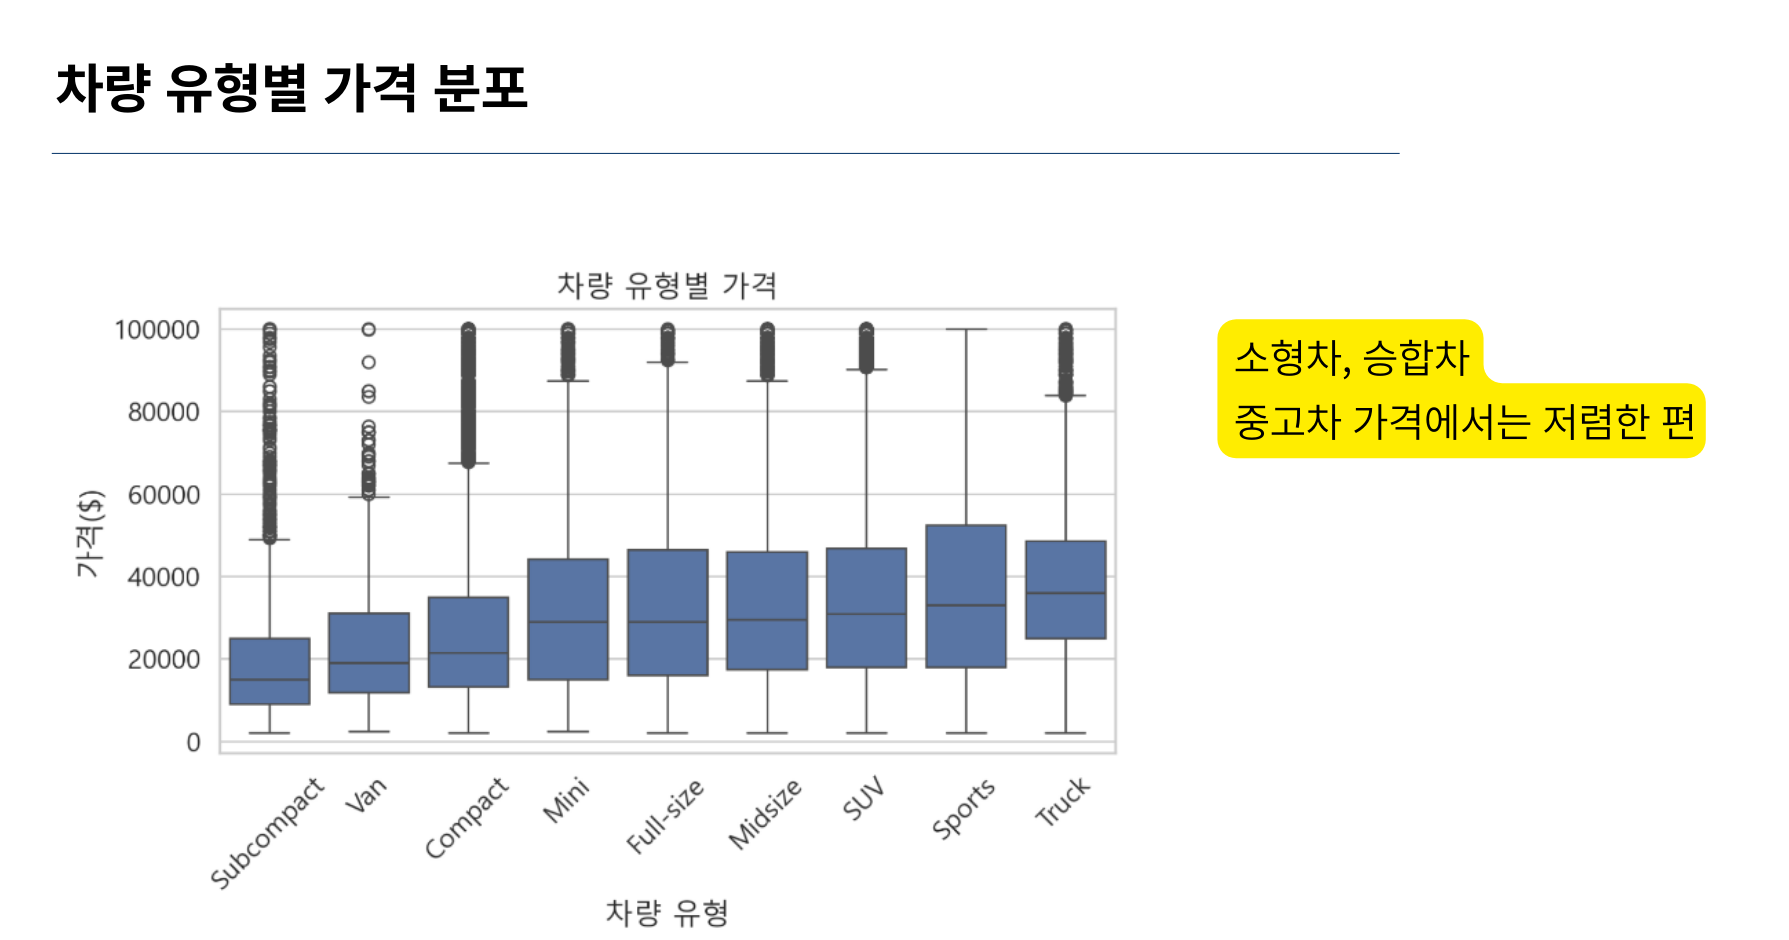 차량 유형별 가격 분포
차량 유형별 가격
100000
80000
60000
40000
20000
0
가격($)
Subcompact
Van
Compact
Mini
Full-size
Midsize
SUV
Sports
Truck
차량 유형
소형차, 승합차
중고차 가격에서는 저렴한 편